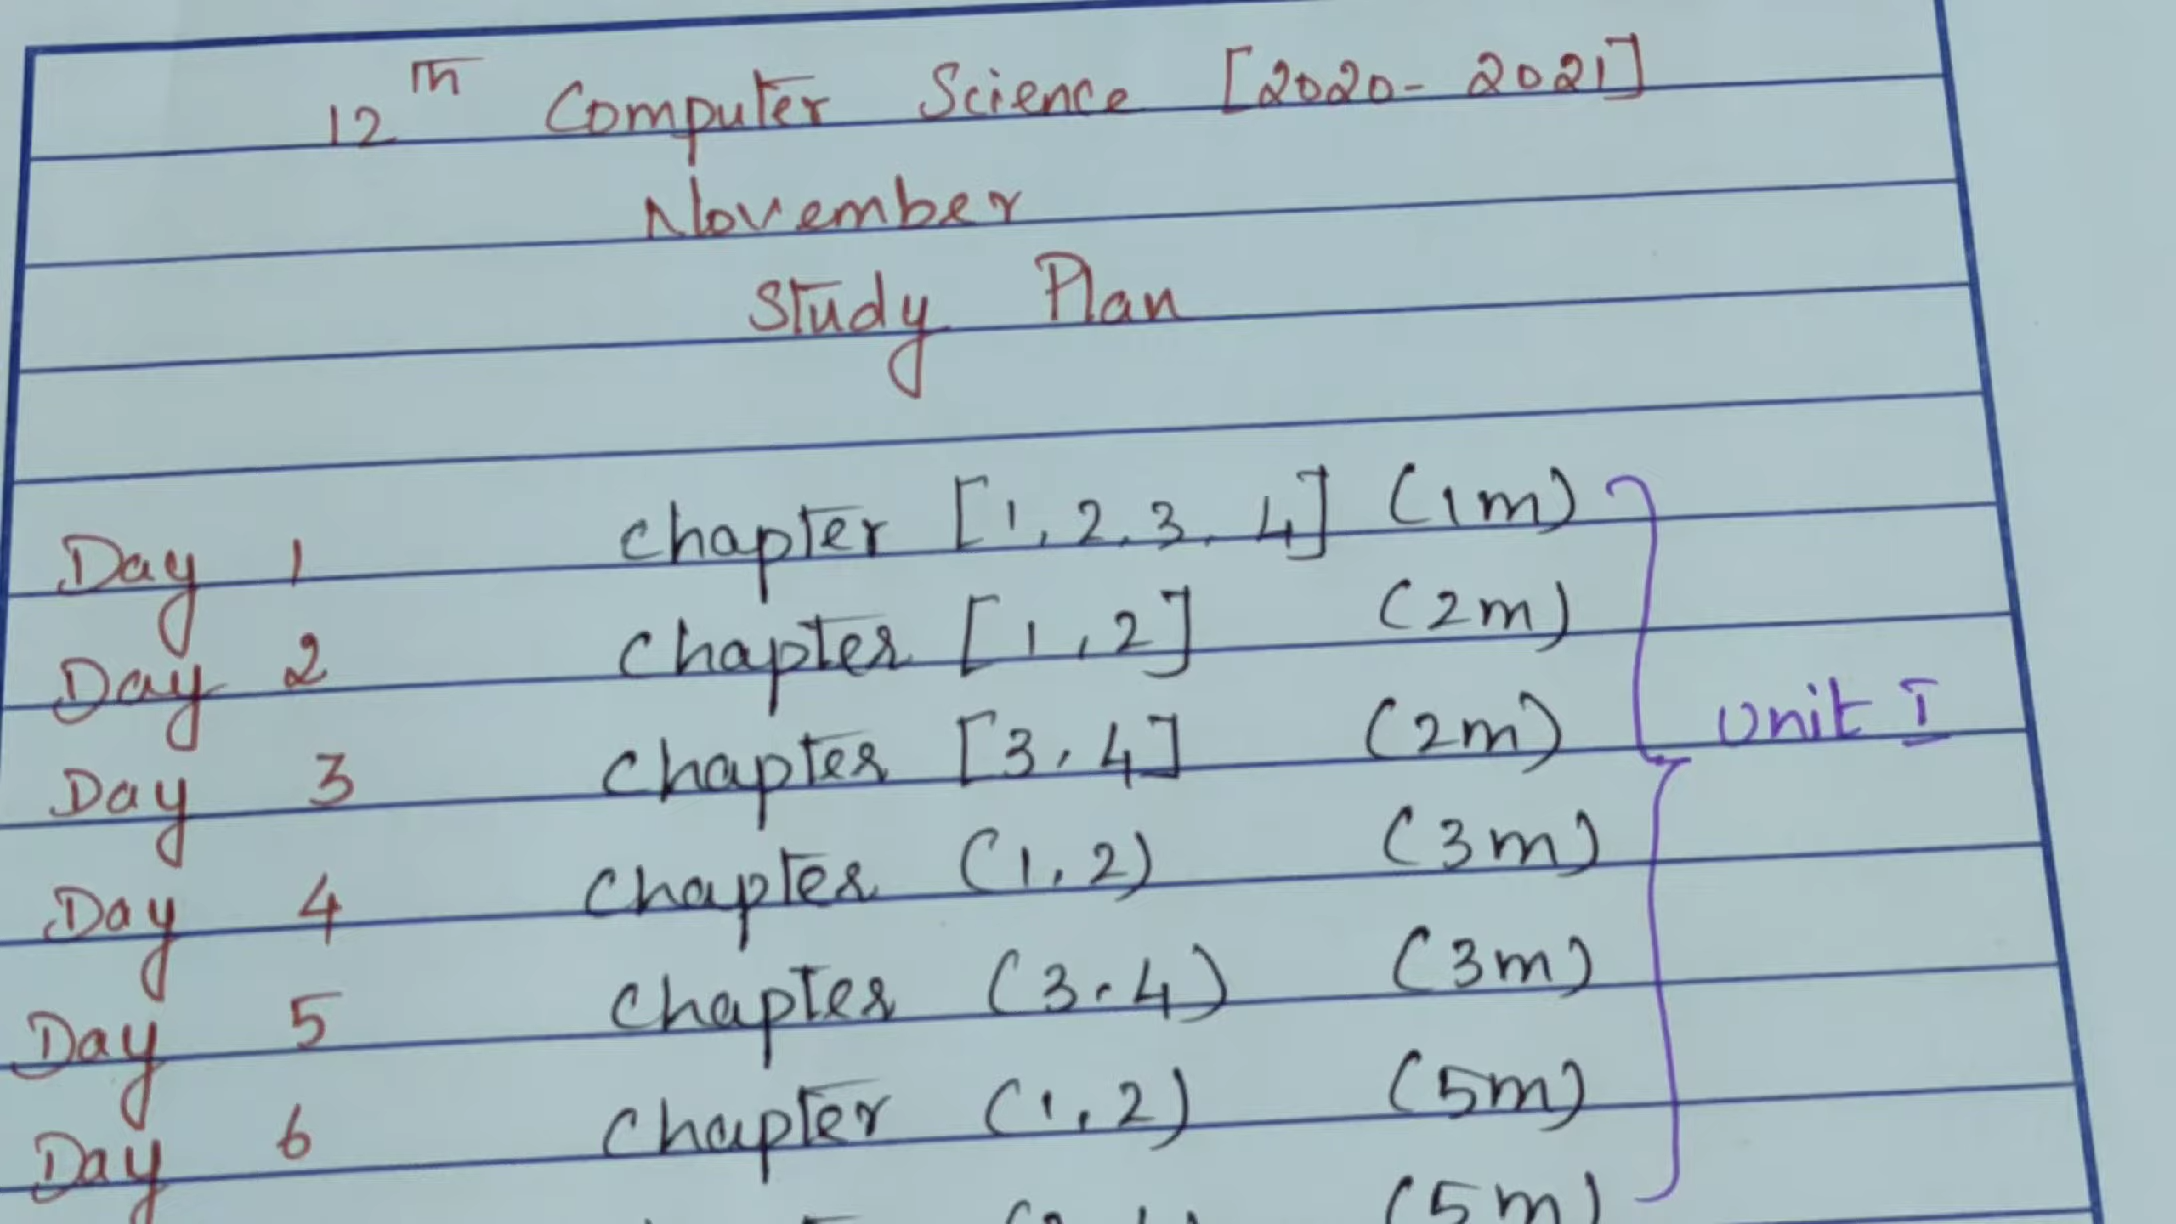 12th Computer Science [2020-2021]
November
Study Plan
Day 1 chapter [1, 2, 3, 4] (1m)
Day 2 chapter [1, 2] (2m)
Day 3 chapter [3, 4] (2m)
Unit I
Day 4 chapter (1, 2) (3m)
Day 5 chapter (3, 4) (3m)
Day 6 chapter (1, 2) (5m)
(5m)